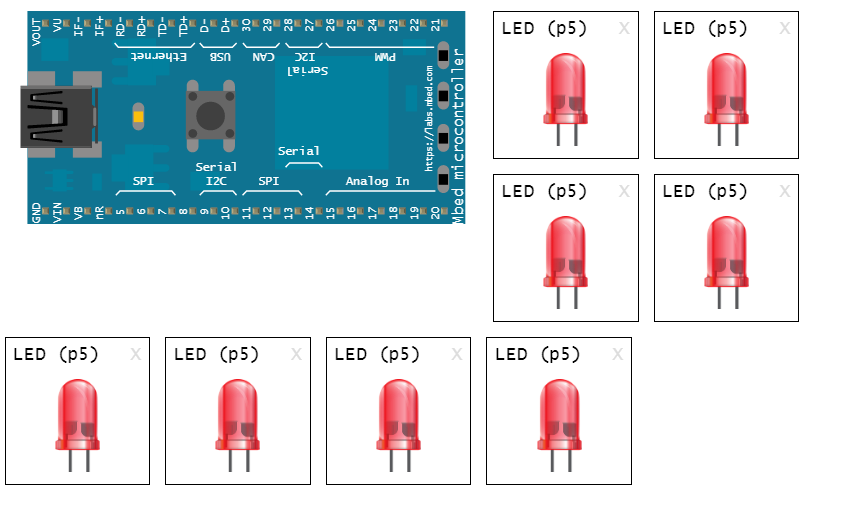 VOUT VU IF- IF+ RD- RD+ TD- TD+ D- D+ 30 29 28 27 26 25 24 23 22 21
Ethernet USB CAN I2C PWM
Serial
https://labs.mbed.com
Mbed microcontroller
Serial
Serial
SPI I2C SPI Analog In
GND VIN VB nR 5 6 7 8 9 10 11 12 13 14 15 16 17 18 19 20
LED (p5) X
LED (p5) X
LED (p5) X
LED (p5) X
LED (p5) X
LED (p5) X
LED (p5) X
LED (p5) X